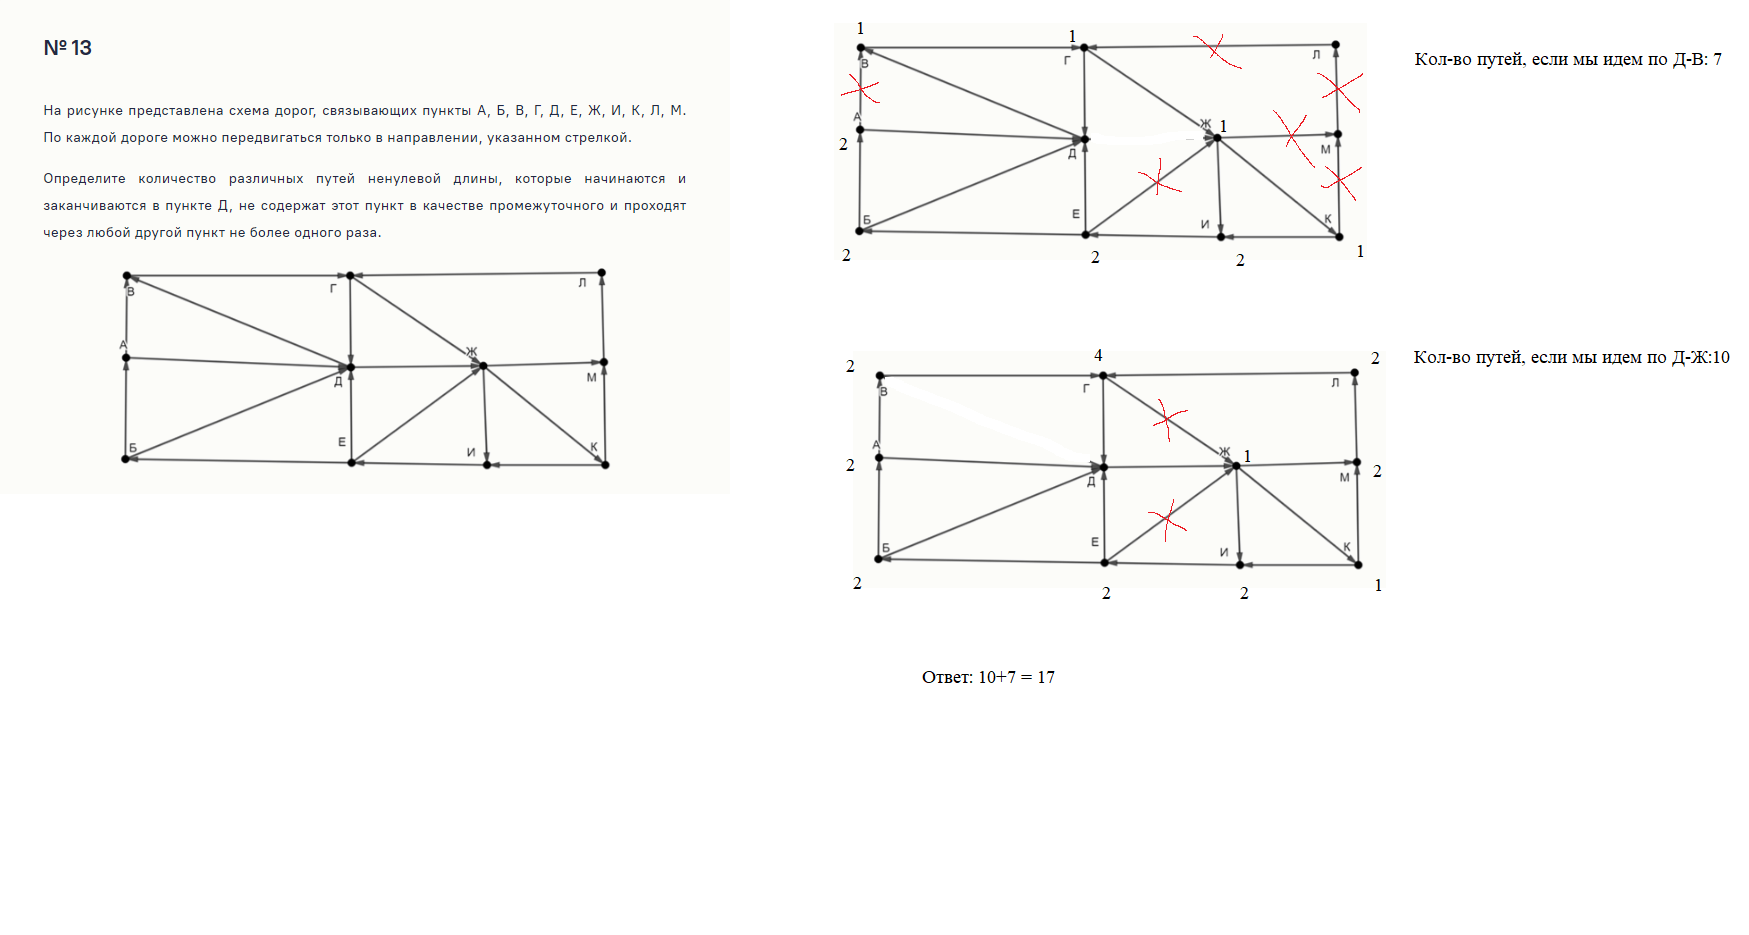 № 13
На рисунке представлена схема дорог, связывающих пункты А, Б, В, Г, Д, Е, Ж, И, К, Л, М.
По каждой дороге можно передвигаться только в направлении, указанном стрелкой.
Определите количество различных путей ненулевой длины, которые начинаются и
заканчиваются в пункте Д, не содержат этот пункт в качестве промежуточного и проходят
через любой другой пункт не более одного раза.
В
Г
Л
А
Ж
Д
М
Б
Е
И
К
1
1
В
Г
Л
А
2
Ж
1
Д
М
Б
Е
И
К
2
2
2
1
Кол-во путей, если мы идем по Д-В: 7
2
4
2
В
Г
Л
А
2
Ж
1
Д
М
2
Б
Е
И
К
2
2
2
1
Кол-во путей, если мы идем по Д-Ж:10
Ответ: 10+7 = 17